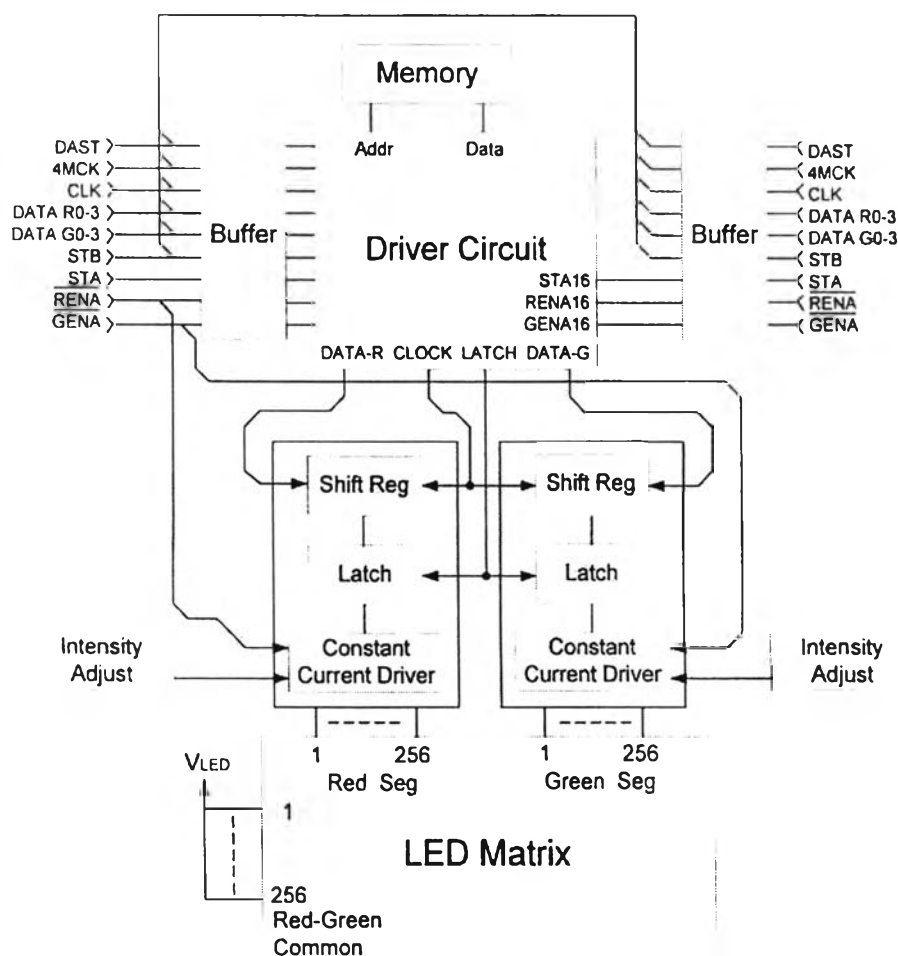 Memory
Addr
Data
DAST
4MCK
CLK
DATA R0-3
DATA G0-3
STB
STA
RENA
GENA
Buffer
Driver Circuit
STA16
RENA16
GENA16
Buffer
DAST
4MCK
CLK
DATA R0-3
DATA G0-3
STB
STA
RENA
GENA
DATA-R CLOCK LATCH DATA-G
Shift Reg
Shift Reg
Latch
Latch
Intensity
Adjust
Constant
Current Driver
Constant
Current Driver
Intensity
Adjust
1 256
Red Seg
1 256
Green Seg
VLED
1
LED Matrix
256
Red-Green
Common